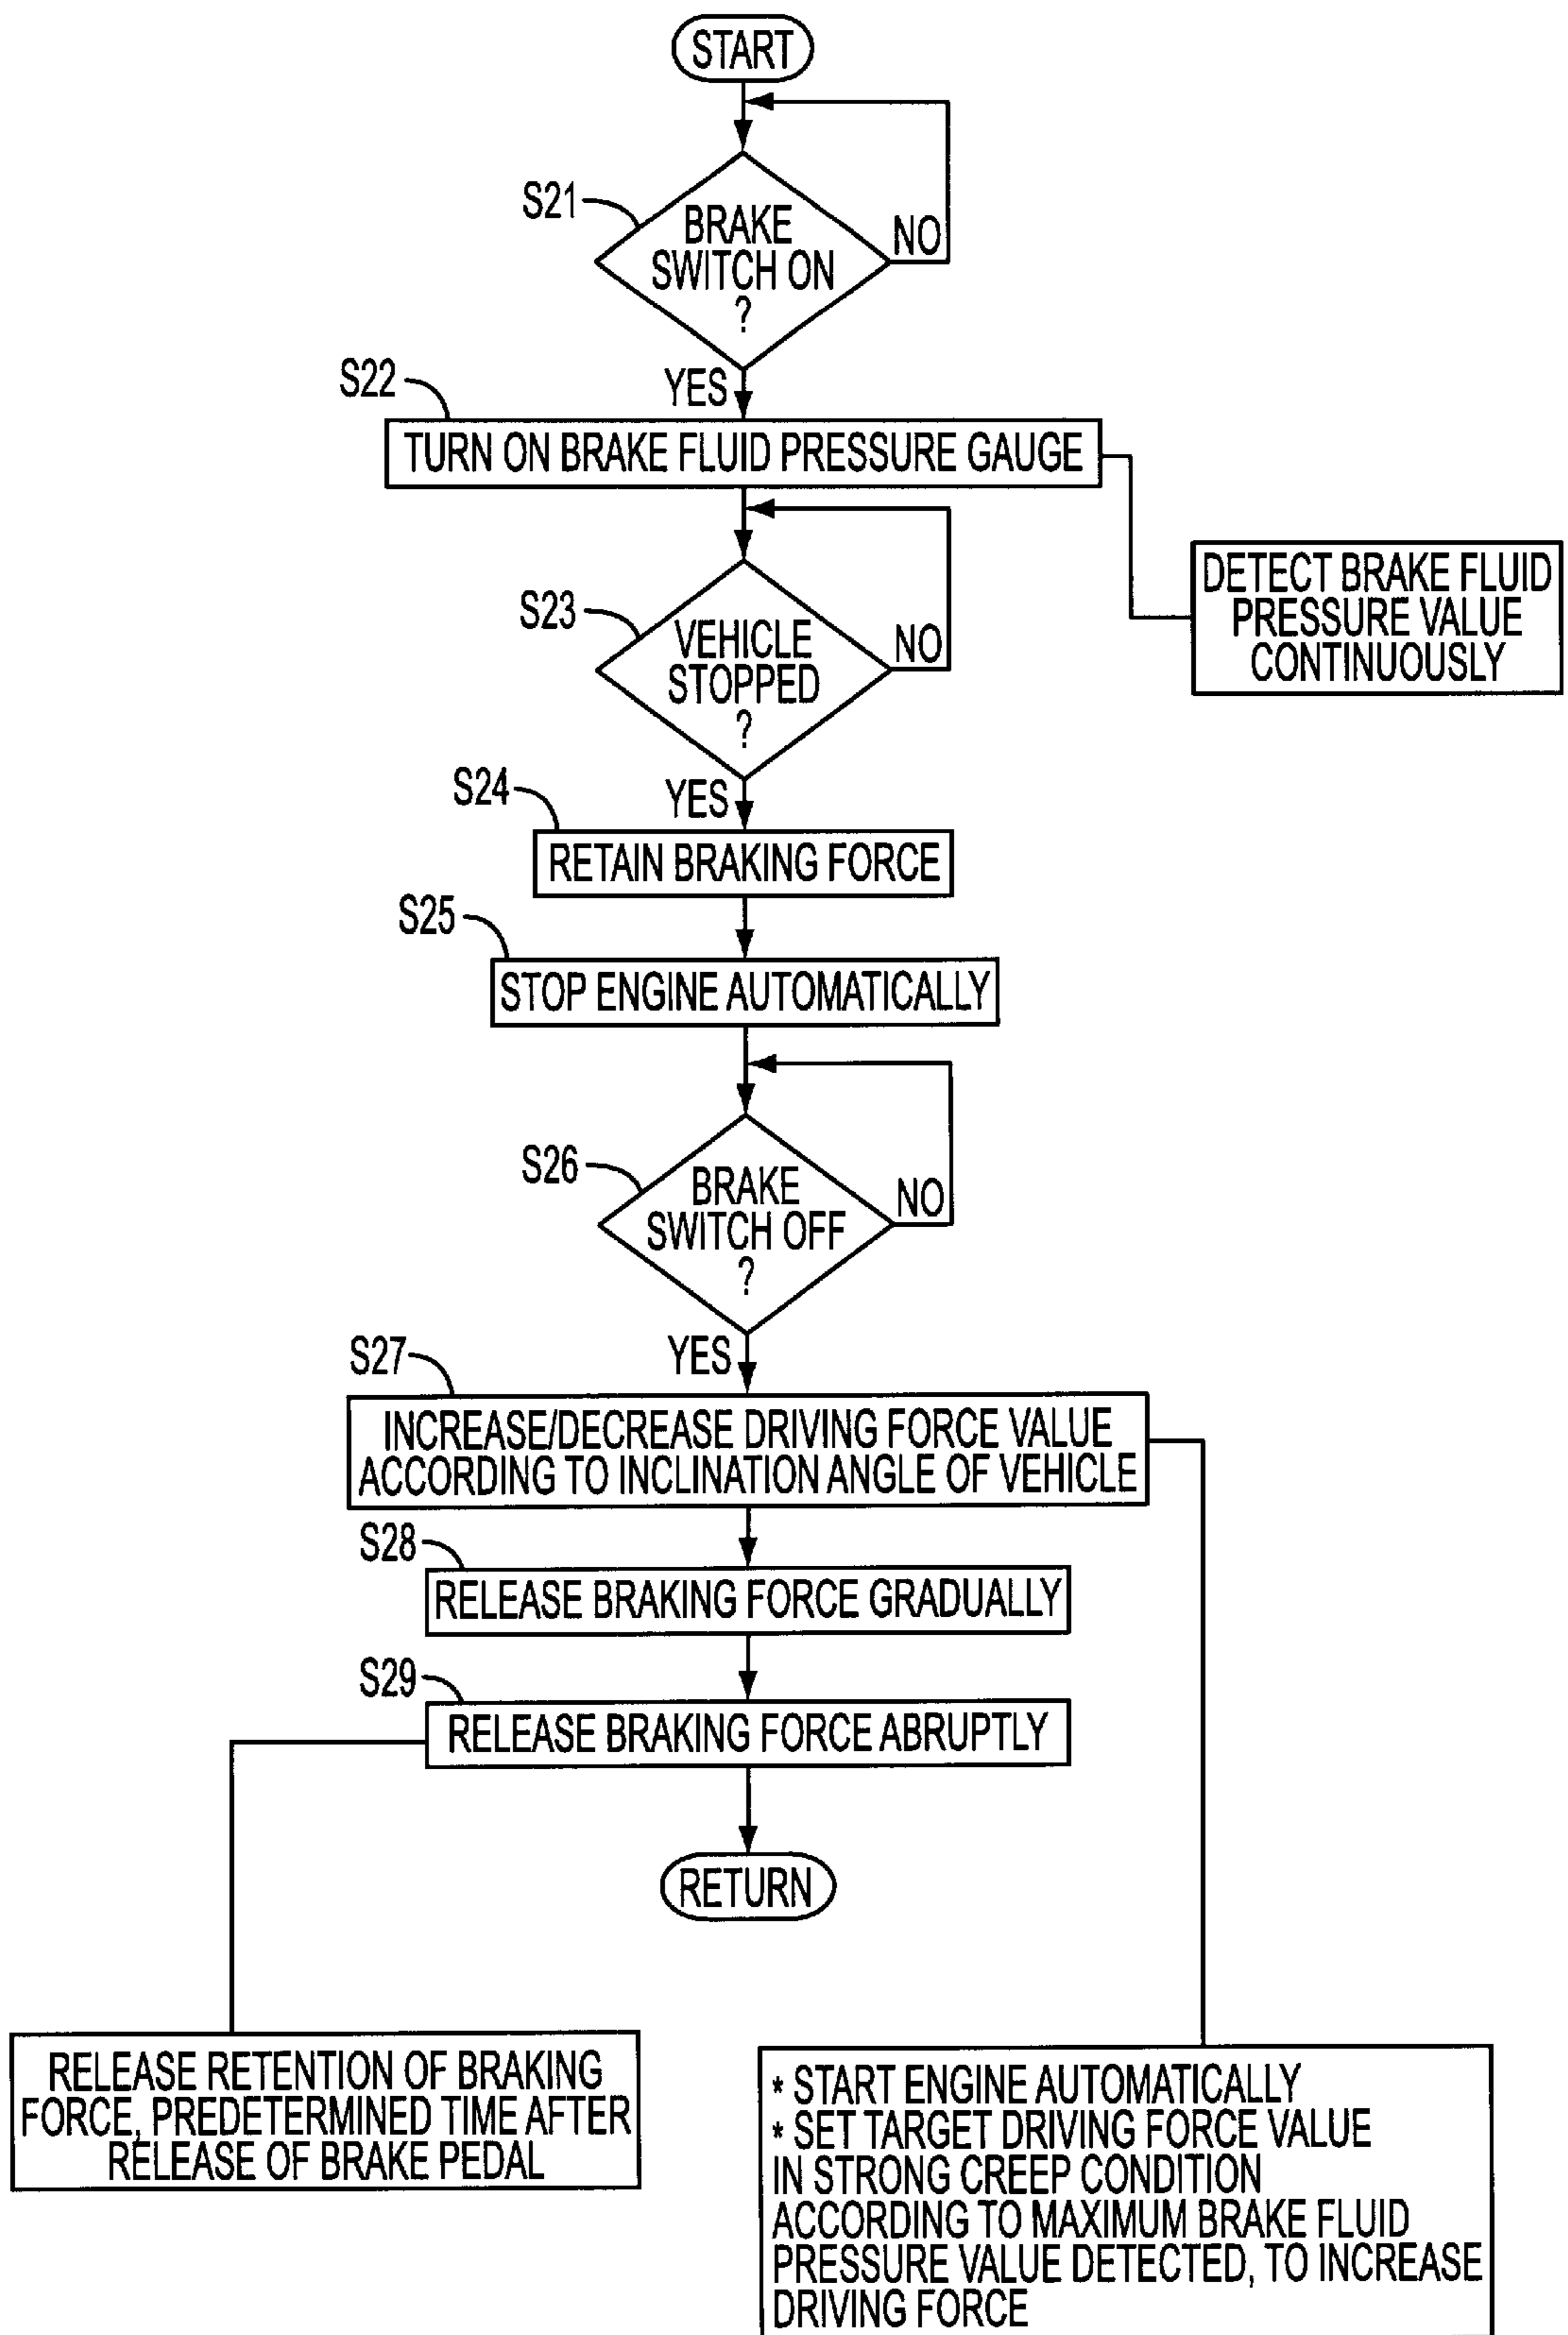 START
S21
BRAKE
SWITCH ON
?
NO
YES
S22
TURN ON BRAKE FLUID PRESSURE GAUGE
DETECT BRAKE FLUID
PRESSURE VALUE
CONTINUOUSLY
S23
VEHICLE
STOPPED
?
NO
YES
S24
RETAIN BRAKING FORCE
S25
STOP ENGINE AUTOMATICALLY
S26
BRAKE
SWITCH OFF
?
NO
YES
S27
INCREASE/DECREASE DRIVING FORCE VALUE
ACCORDING TO INCLINATION ANGLE OF VEHICLE
S28
RELEASE BRAKING FORCE GRADUALLY
S29
RELEASE BRAKING FORCE ABRUPTLY
RETURN
RELEASE RETENTION OF BRAKING
FORCE, PREDETERMINED TIME AFTER
RELEASE OF BRAKE PEDAL
* START ENGINE AUTOMATICALLY
* SET TARGET DRIVING FORCE VALUE
IN STRONG CREEP CONDITION
ACCORDING TO MAXIMUM BRAKE FLUID
PRESSURE VALUE DETECTED, TO INCREASE
DRIVING FORCE